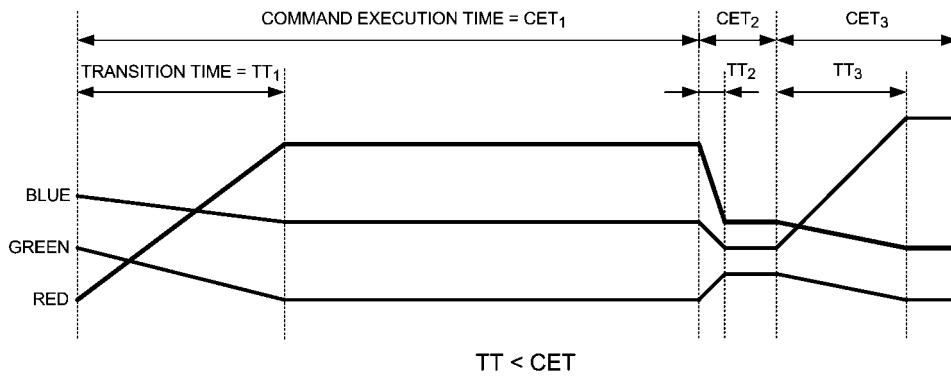 COMMAND EXECUTION TIME = CET₁ CET₂ CET₃
TRANSITION TIME = TT₁ TT₂ TT₃
BLUE
GREEN
RED
TT < CET